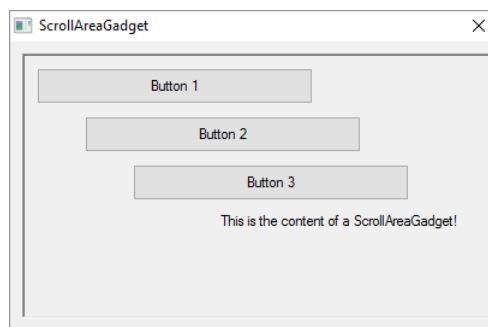 ScrollAreaGadget
Button 1
Button 2
Button 3
This is the content of a ScrollAreaGadget!